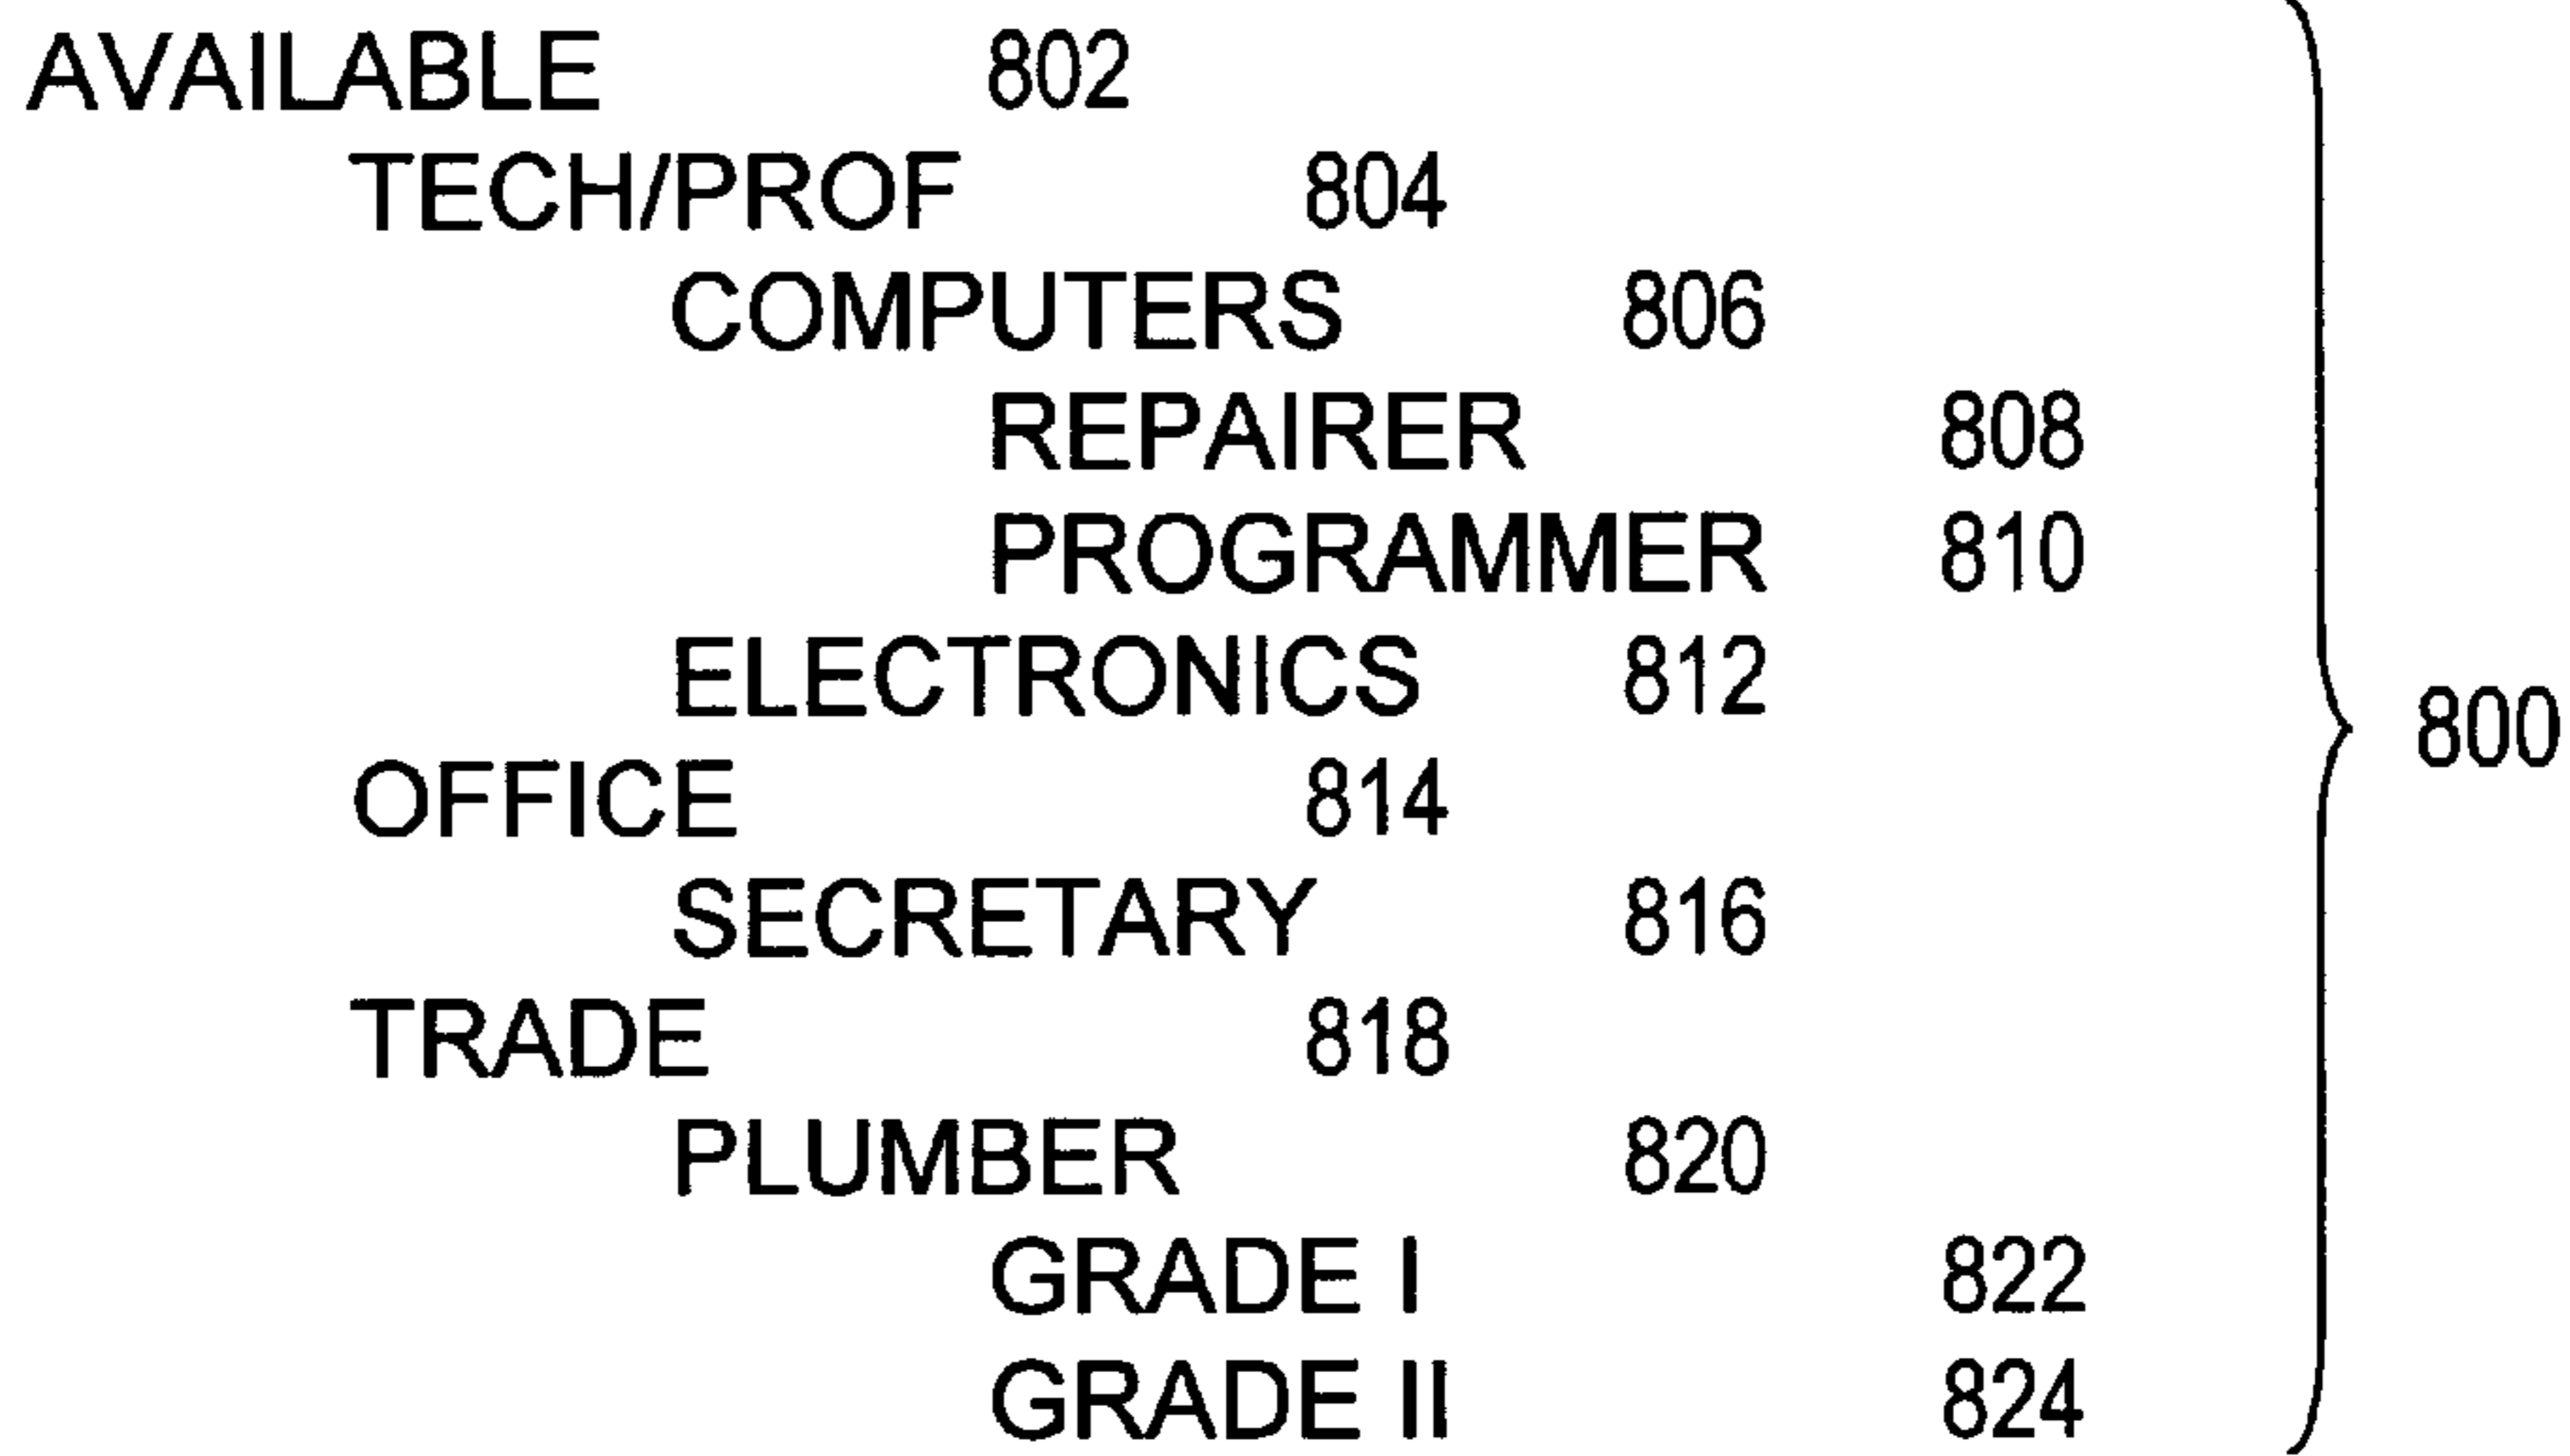 AVAILABLE 802
TECH/PROF 804
COMPUTERS 806
REPAIRER 808
PROGRAMMER 810
ELECTRONICS 812
800
OFFICE 814
SECRETARY 816
TRADE 818
PLUMBER 820
GRADE I 822
GRADE II 824